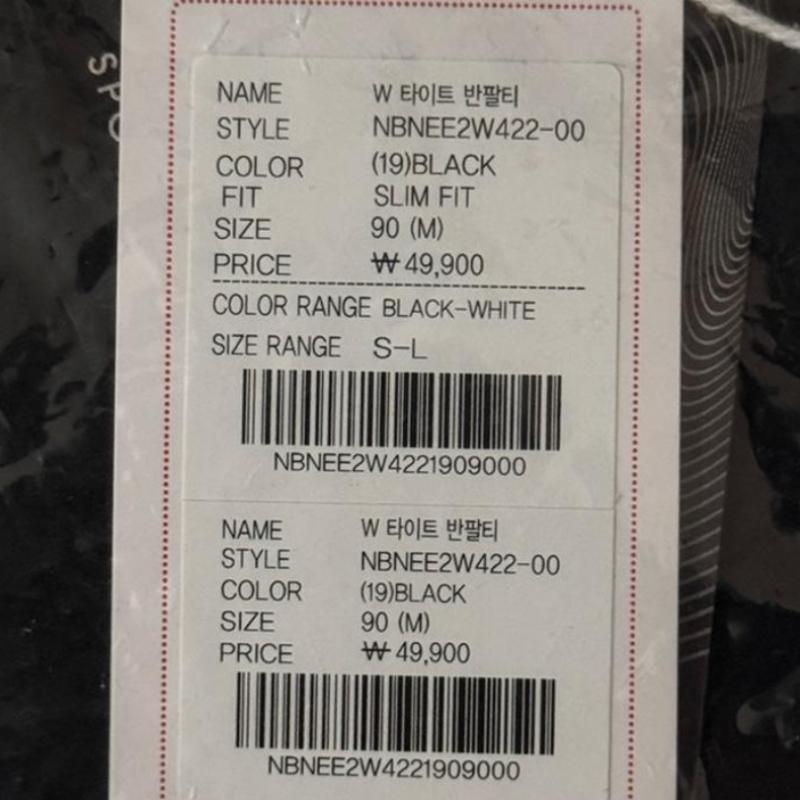 SPO
NAME W 타이트 반팔티
STYLE NBNEE2W422-00
COLOR (19)BLACK
FIT SLIM FIT
SIZE 90 (M)
PRICE ₩49,900
COLOR RANGE BLACK-WHITE
SIZE RANGE S-L
NBNEE2W4221909000
NAME W 타이트 반팔티
STYLE NBNEE2W422-00
COLOR (19)BLACK
SIZE 90 (M)
PRICE ₩49,900
NBNEE2W4221909000